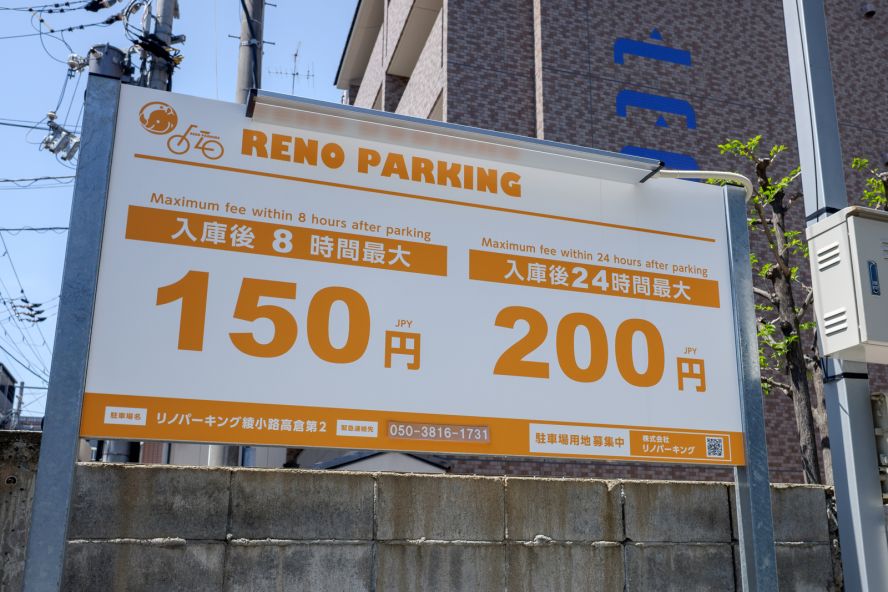 RENO PARKING
Maximum fee within 8 hours after parking
入庫後 8 時間最大
150 JPY 円
Maximum fee within 24 hours after parking
入庫後24時間最大
200 JPY 円
駐車場名 リノパーキング綾小路高倉第2 緊急連絡先 050-3816-1731
駐車場用地募集中 株式会社
リノパーキング